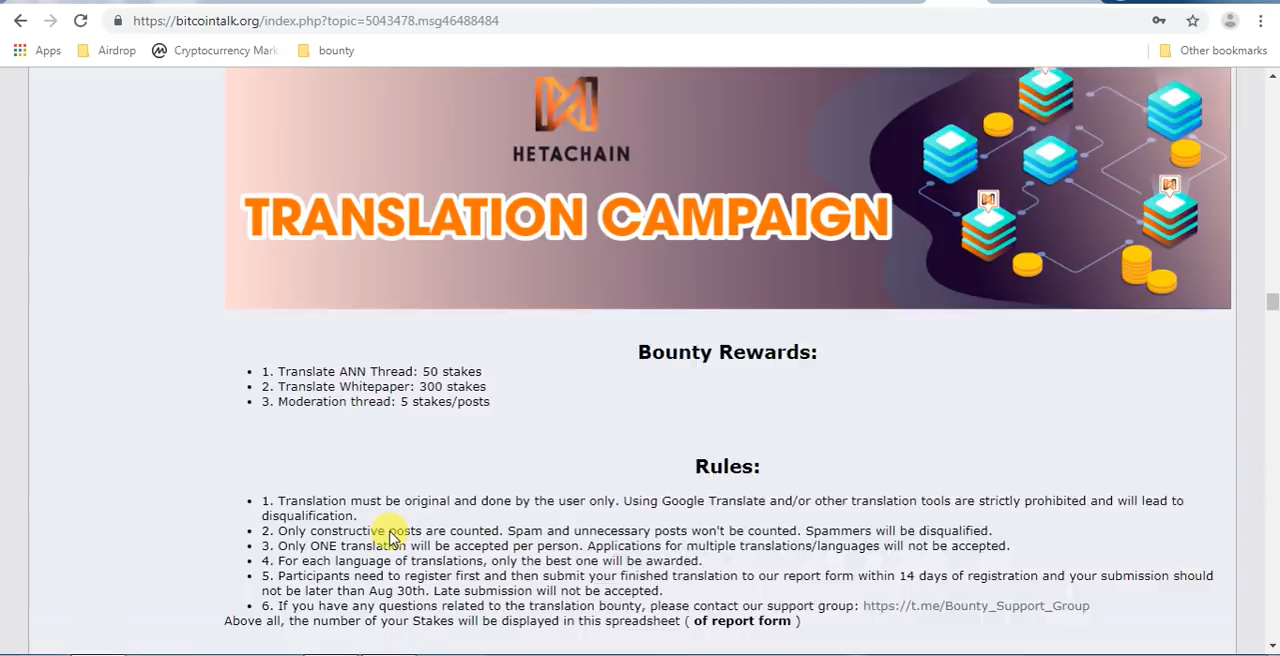 https://bitcointalk.org/index.php?topic=5043478.msg46488484
Apps Airdrop Cryptocurrency Mark bounty Other bookmarks
HETACHAIN
TRANSLATION CAMPAIGN
Bounty Rewards:
• 1. Translate ANN Thread: 50 stakes
• 2. Translate Whitepaper: 300 stakes
• 3. Moderation thread: 5 stakes/posts
Rules:
• 1. Translation must be original and done by the user only. Using Google Translate and/or other translation tools are strictly prohibited and will lead to
disqualification.
• 2. Only constructive posts are counted. Spam and unnecessary posts won't be counted. Spammers will be disqualified.
• 3. Only ONE translation will be accepted per person. Applications for multiple translations/languages will not be accepted.
• 4. For each language of translations, only the best one will be awarded.
• 5. Participants need to register first and then submit your finished translation to our report form within 14 days of registration and your submission should
not be later than Aug 30th. Late submission will not be accepted.
• 6. If you have any questions related to the translation bounty, please contact our support group: https://t.me/Bounty_Support_Group
Above all, the number of your Stakes will be displayed in this spreadsheet ( of report form )